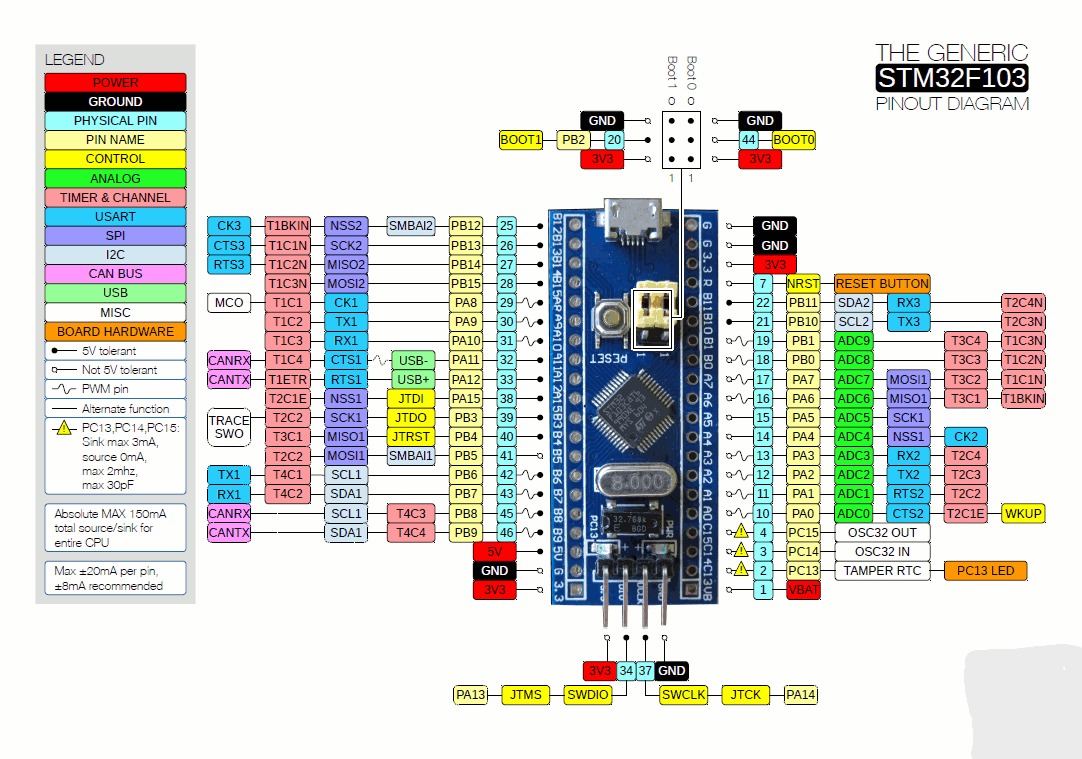 LEGEND
POWER
GROUND
PHYSICAL PIN
PIN NAME
CONTROL
ANALOG
TIMER & CHANNEL
USART
SPI
I2C
CAN BUS
USB
MISC
BOARD HARDWARE
5V tolerant
Not 5V tolerant
PWM pin
Alternate function
PC13,PC14,PC15:
Sink max 3mA,
source 0mA,
max 2mhz,
max 30pF
Absolute MAX 150mA
total source/sink for
entire CPU
Max ±20mA per pin,
±8mA recommended
THE GENERIC
STM32F103
PINOUT DIAGRAM
Boot1 Boot0
GND GND
BOOT1 PB2 20 44 BOOT0
3V3 3V3
1 1
CK3 T1BKIN NSS2 SMBAI2 PB12 25
CTS3 T1C1N SCK2 PB13 26
RTS3 T1C2N MISO2 PB14 27
T1C3N MOSI2 PB15 28
MCO T1C1 CK1 PA8 29
T1C2 TX1 PA9 30
T1C3 RX1 PA10 31
CANRX T1C4 CTS1 USB- PA11 32
CANTX T1ETR RTS1 USB+ PA12 33
T2C1E NSS1 JTDI PA15 38
TRACE SWO
T2C2 SCK1 JTDO PB3 39
T3C1 MISO1 JTRST PB4 40
T2C2 MOSI1 SMBAI1 PB5 41
TX1 T4C1 SCL1 PB6 42
RX1 T4C2 SDA1 PB7 43
CANRX SCL1 T4C3 PB8 45
CANTX SDA1 T4C4 PB9 46
5V
GND
3V3
GND
GND
3V3
7 NRST RESET BUTTON
22 PB11 SDA2 RX3 T2C4N
21 PB10 SCL2 TX3 T2C3N
19 PB1 ADC9 T3C4 T1C3N
18 PB0 ADC8 T3C3 T1C2N
17 PA7 ADC7 MOSI1 T3C2 T1C1N
16 PA6 ADC6 MISO1 T3C1 T1BKIN
15 PA5 ADC5 SCK1
14 PA4 ADC4 NSS1 CK2
13 PA3 ADC3 RX2 T2C4
12 PA2 ADC2 TX2 T2C3
11 PA1 ADC1 RTS2 T2C2
10 PA0 ADC0 CTS2 T2C1E WKUP
4 PC15 OSC32 OUT
3 PC14 OSC32 IN
2 PC13 TAMPER RTC PC13 LED
1 VBAT
B12 B13 B14 B15 A8 A9 A10 A11 A12 A15 B3 B4 B5 B6 B7 B8 B9 5V G 3.3
G G 3.3 R B11 B10 B1 B0 A7 A6 A5 A4 A3 A2 A1 A0 C15 C14 C13 VB
RESET
8.000
32.768k
PC13
PWR
3V3 34 37 GND
PA13 JTMS SWDIO SWCLK JTCK PA14